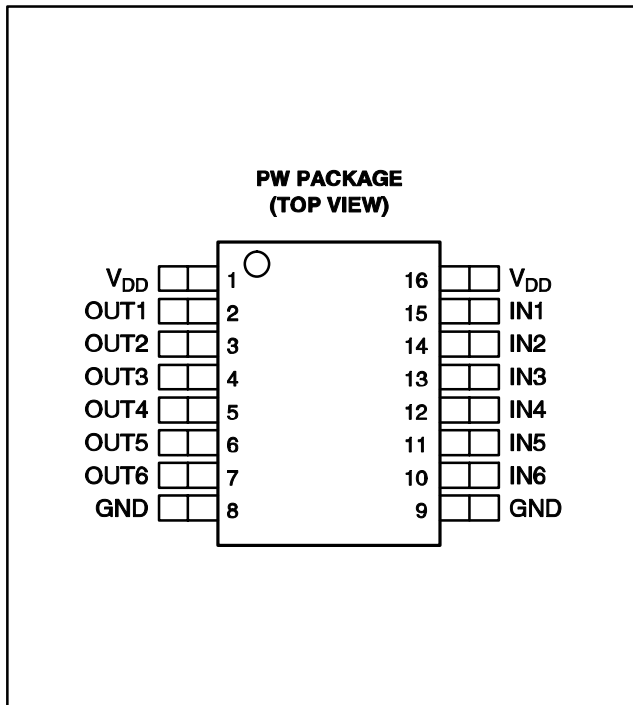 PW PACKAGE
(TOP VIEW)
VDD 1 16 VDD
OUT1 2 15 IN1
OUT2 3 14 IN2
OUT3 4 13 IN3
OUT4 5 12 IN4
OUT5 6 11 IN5
OUT6 7 10 IN6
GND 8 9 GND